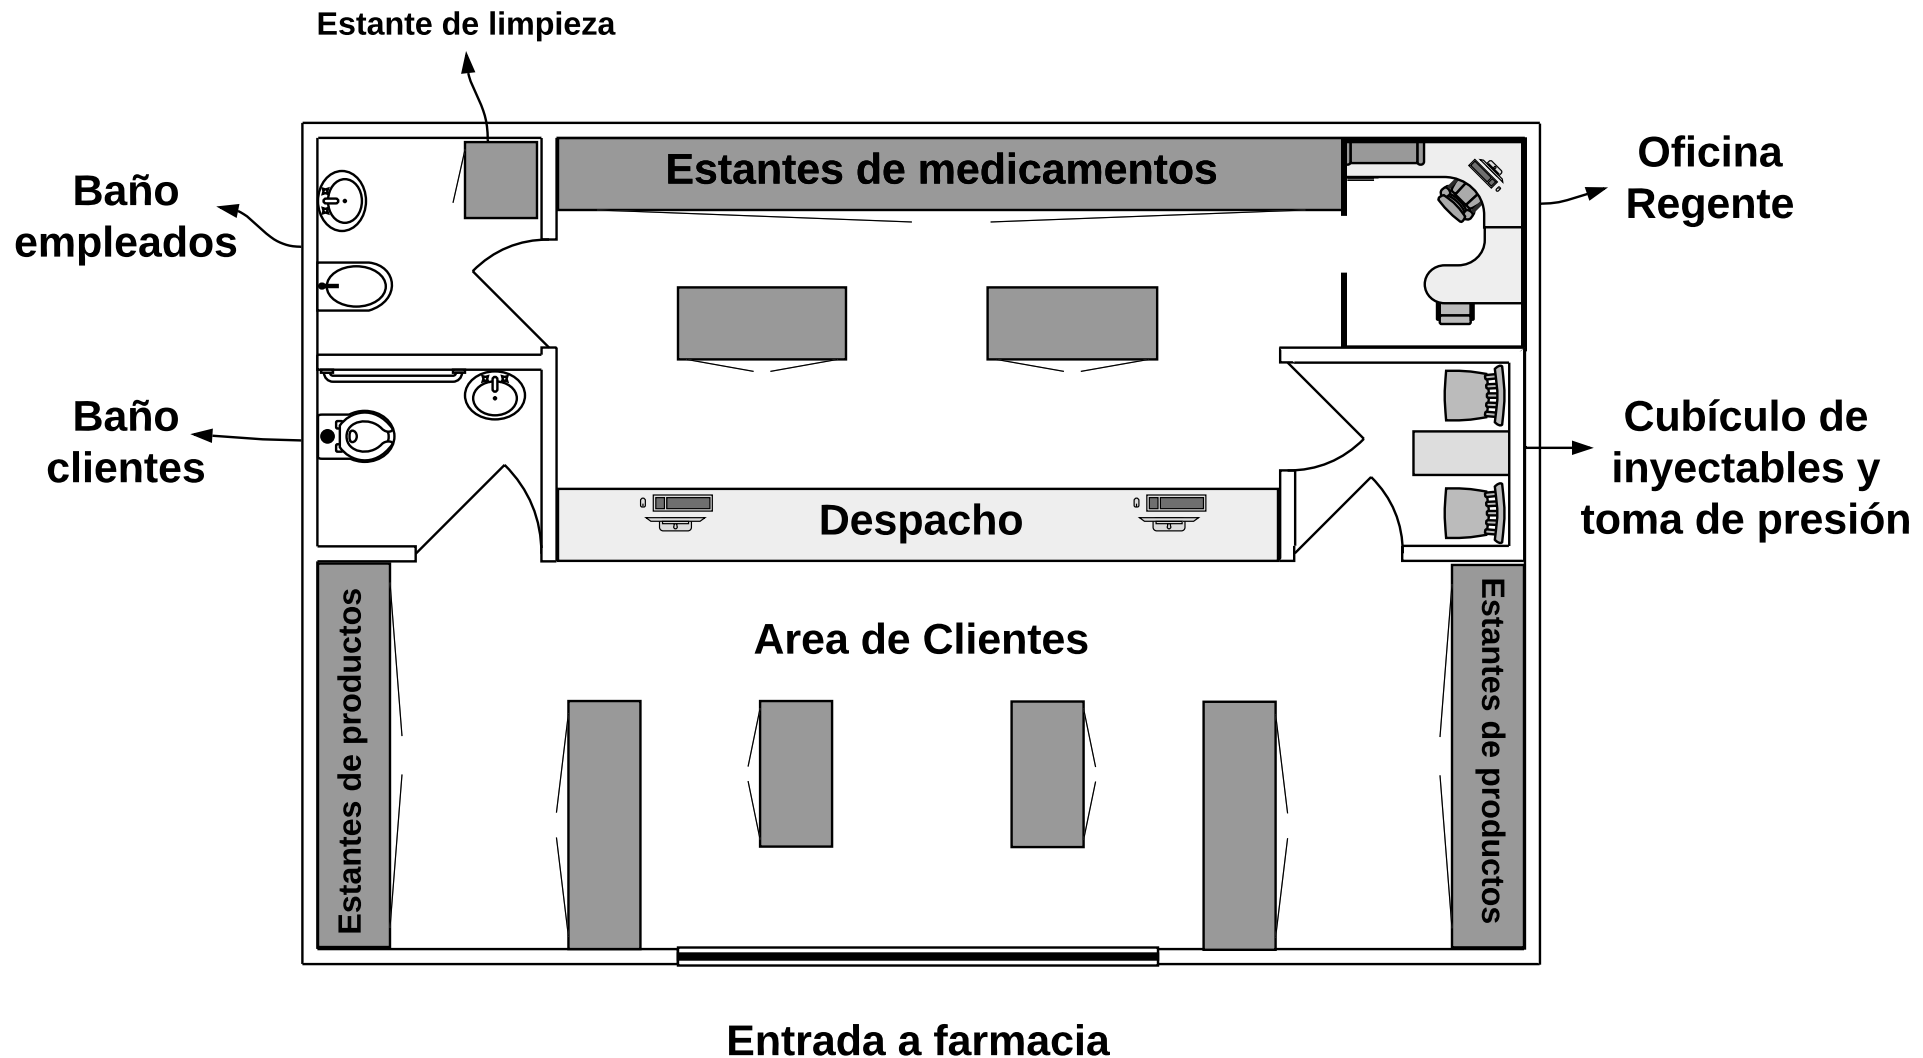 Estante de limpieza
Baño
empleados
Estantes de medicamentos
Oficina
Regente
Baño
clientes
Cubículo de
inyectables y
toma de presión
Despacho
Area de Clientes
Estantes de productos
Estantes de productos
Entrada a farmacia